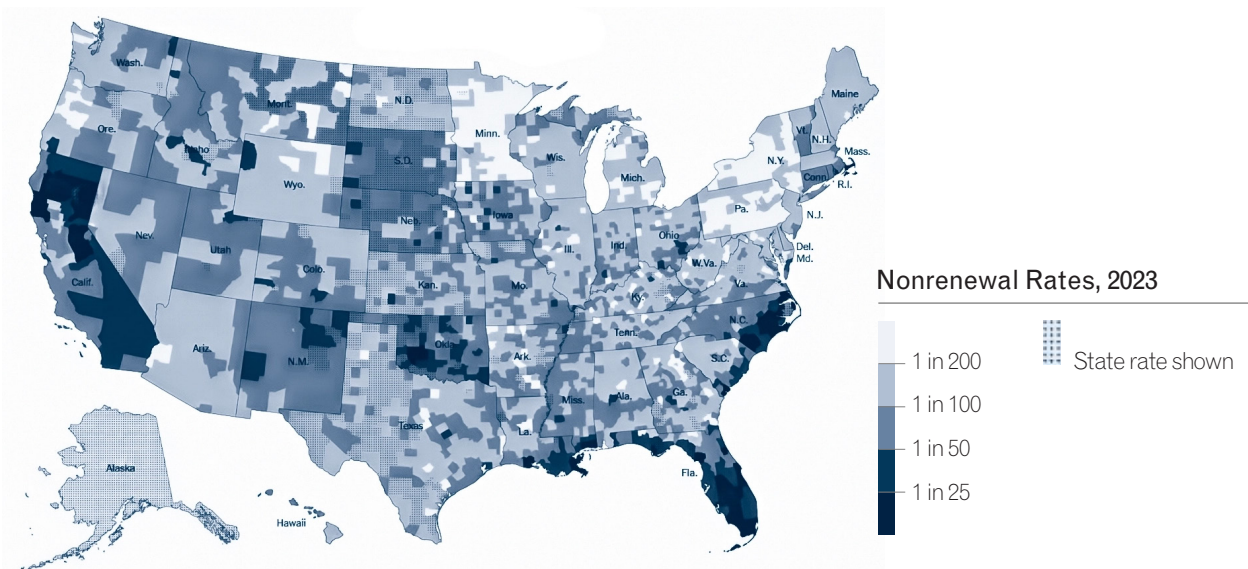 Wash.
Mont.
N.D.
Minn.
Maine
Ore.
Idaho
S.D.
Wis.
Mich.
N.Y.
Vt.
N.H.
Mass.
Conn.
R.I.
Wyo.
Neb.
Iowa
Pa.
N.J.
Nev.
Utah
Colo.
Ill.
Ind.
Ohio
W.Va.
Del.
Md.
Calif.
Kan.
Mo.
Ky.
Va.
Nonrenewal Rates, 2023
Ariz.
N.M.
Okla.
Ark.
Tenn.
N.C.
S.C.
1 in 200
State rate shown
Texas
La.
Miss.
Ala.
Ga.
1 in 100
1 in 50
Alaska
Fla.
1 in 25
Hawaii